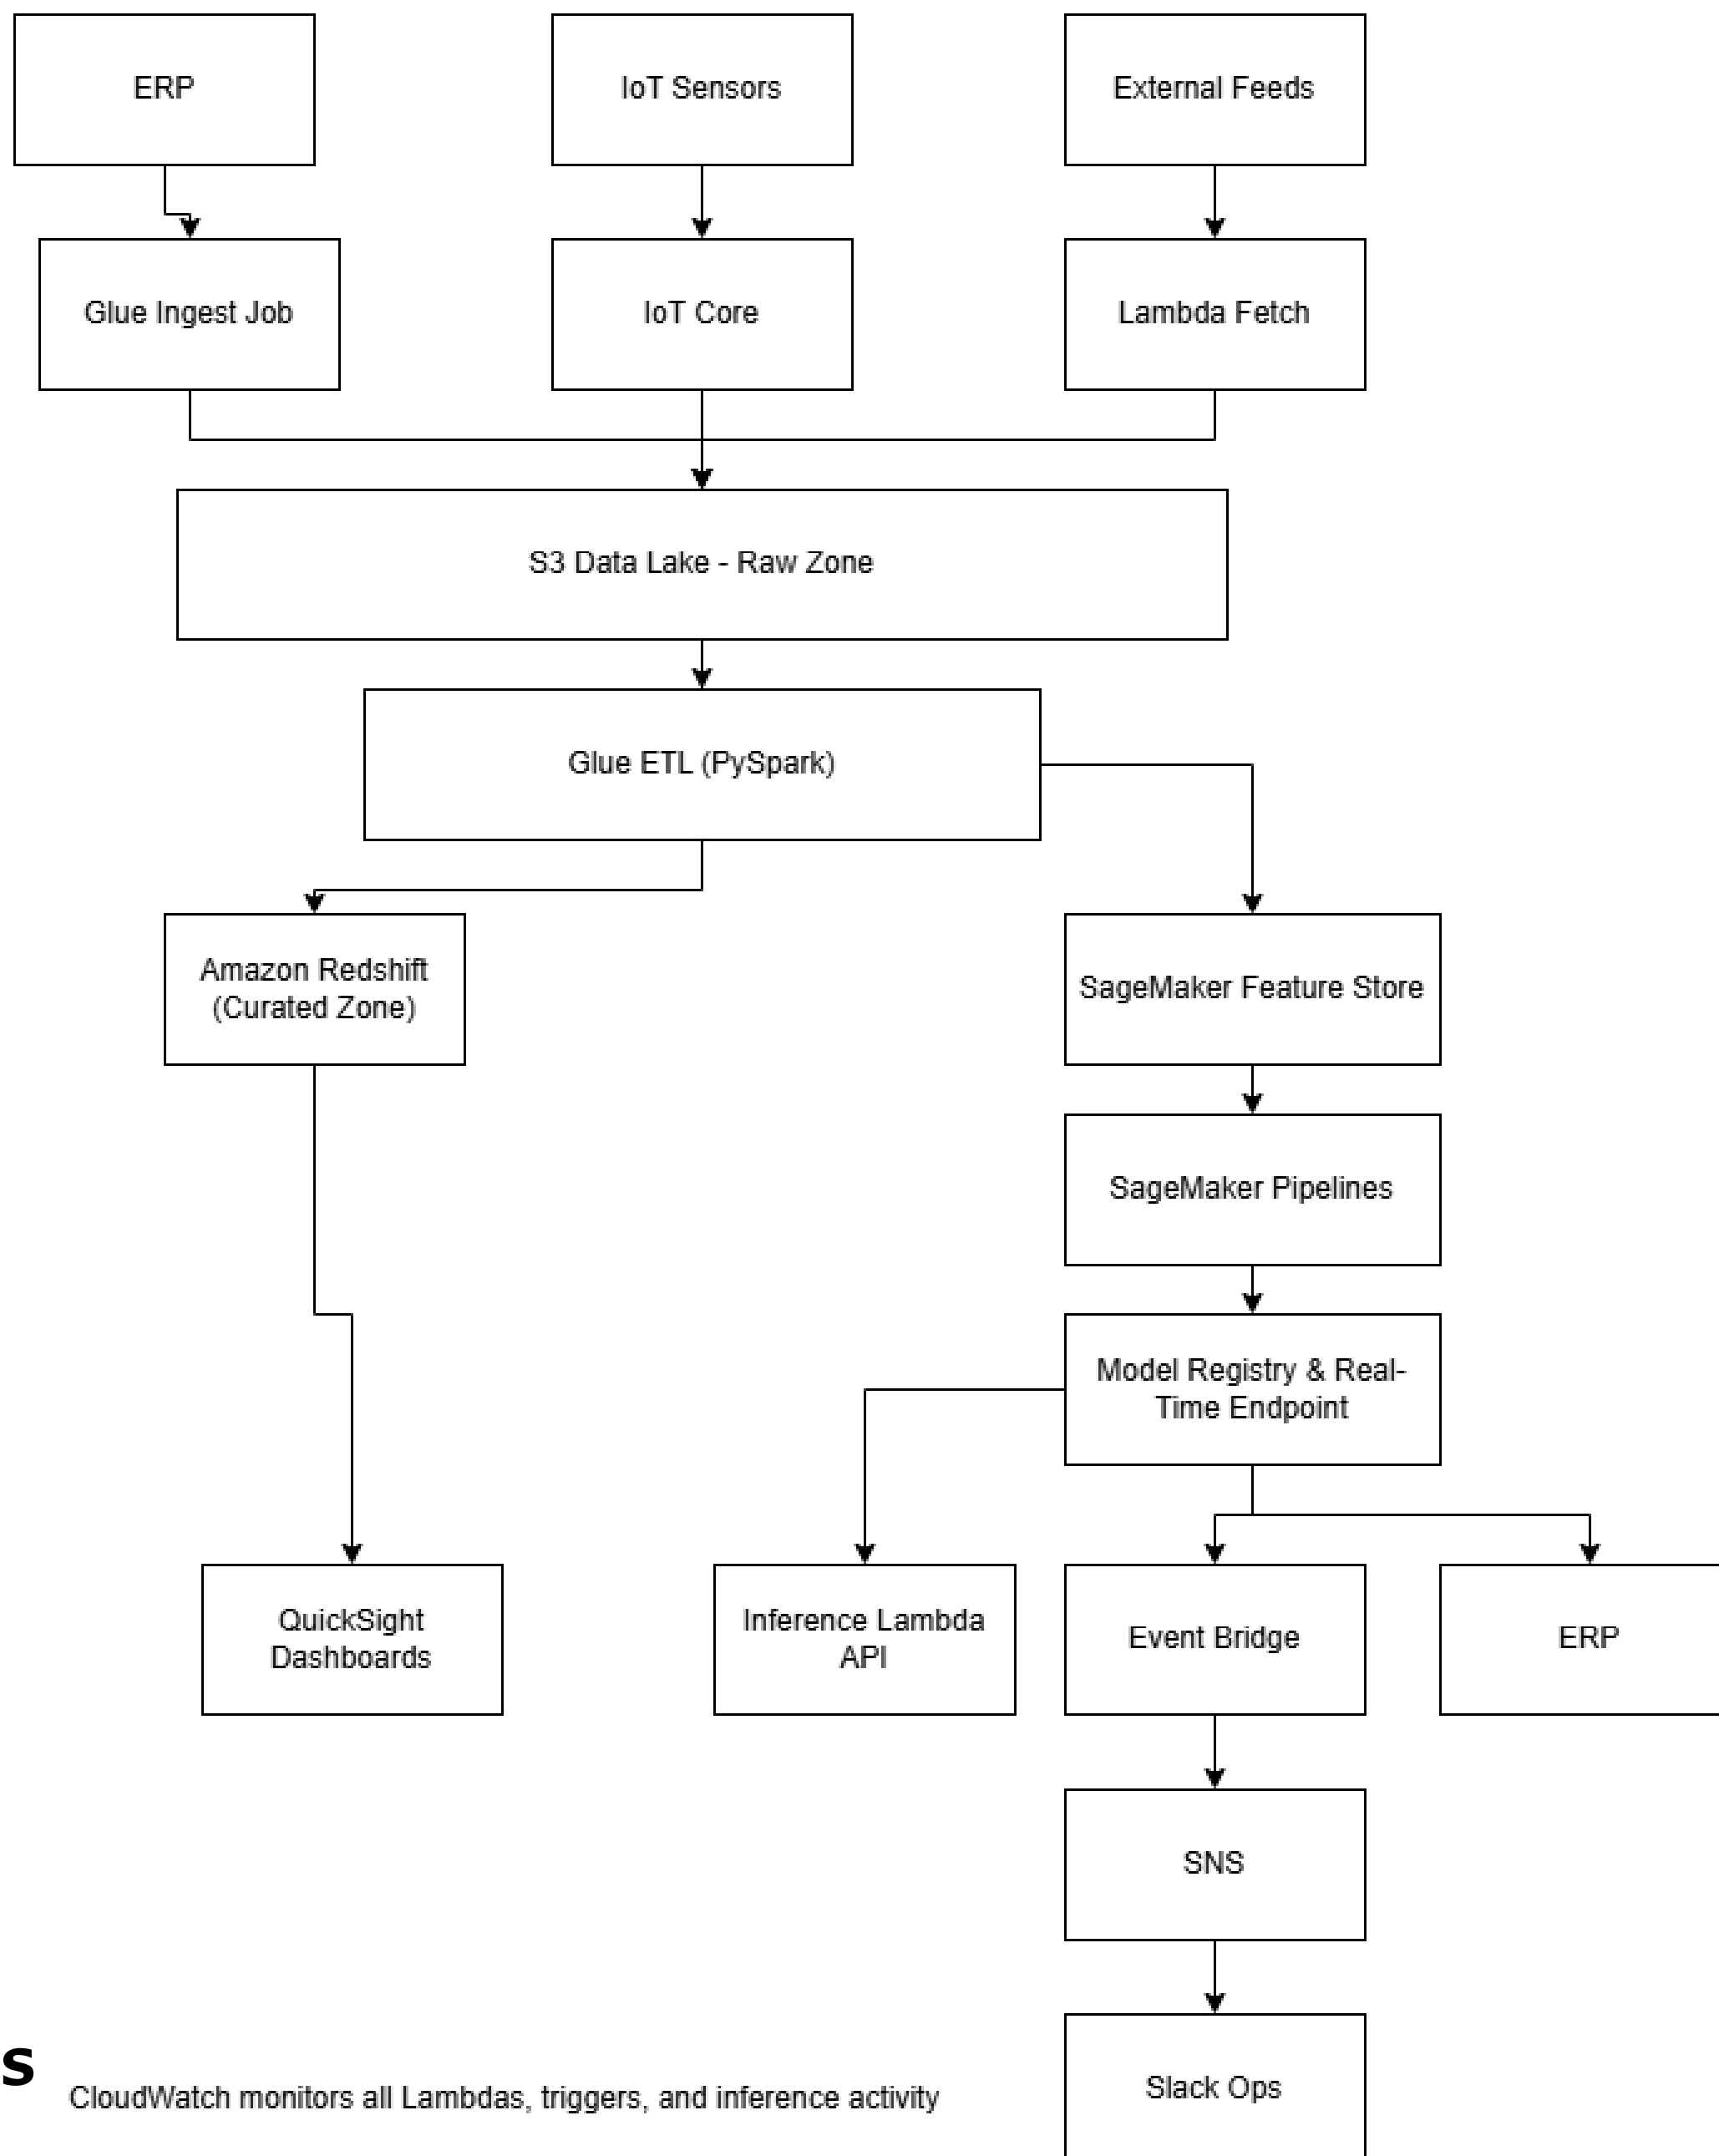 ERP
IoT Sensors
External Feeds
Glue Ingest Job
IoT Core
Lambda Fetch
S3 Data Lake - Raw Zone
Glue ETL (PySpark)
Amazon Redshift
(Curated Zone)
SageMaker Feature Store
SageMaker Pipelines
Model Registry & Real-
Time Endpoint
QuickSight
Dashboards
Inference Lambda
API
Event Bridge
ERP
SNS
Slack Ops
s
CloudWatch monitors all Lambdas, triggers, and inference activity